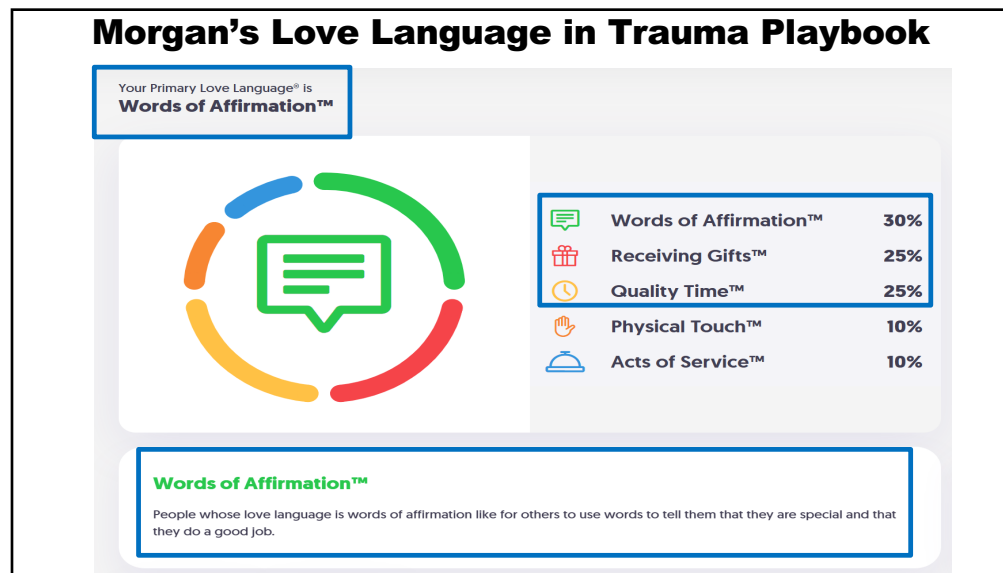 Morgan’s Love Language in Trauma Playbook
Your Primary Love Language® is
Words of Affirmation™
Words of Affirmation™ 30%
Receiving Gifts™ 25%
Quality Time™ 25%
Physical Touch™ 10%
Acts of Service™ 10%
Words of Affirmation™
People whose love language is words of affirmation like for others to use words to tell them that they are special and that
they do a good job.